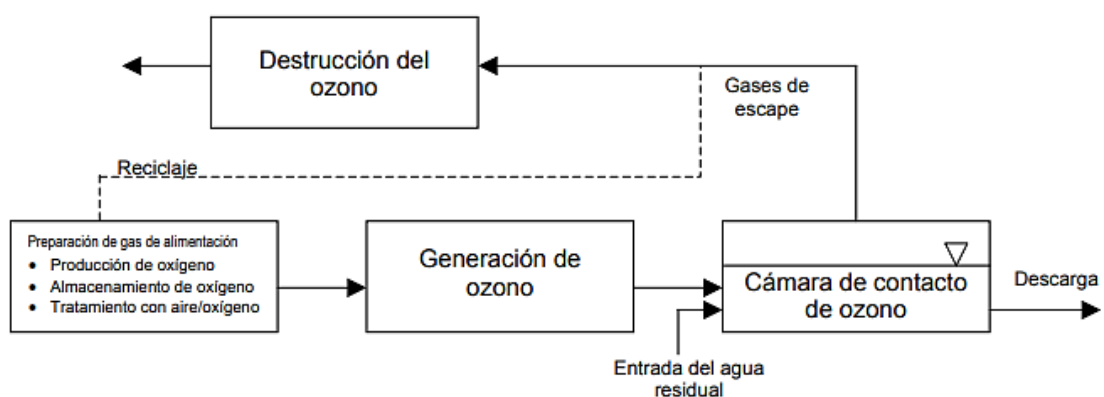 Destrucción del
ozono
Gases de
escape
Reciclaje
Preparación de gas de alimentación
• Producción de oxígeno
• Almacenamiento de oxígeno
• Tratamiento con aire/oxígeno
Generación de
ozono
Cámara de contacto
de ozono
Descarga
Entrada del agua
residual